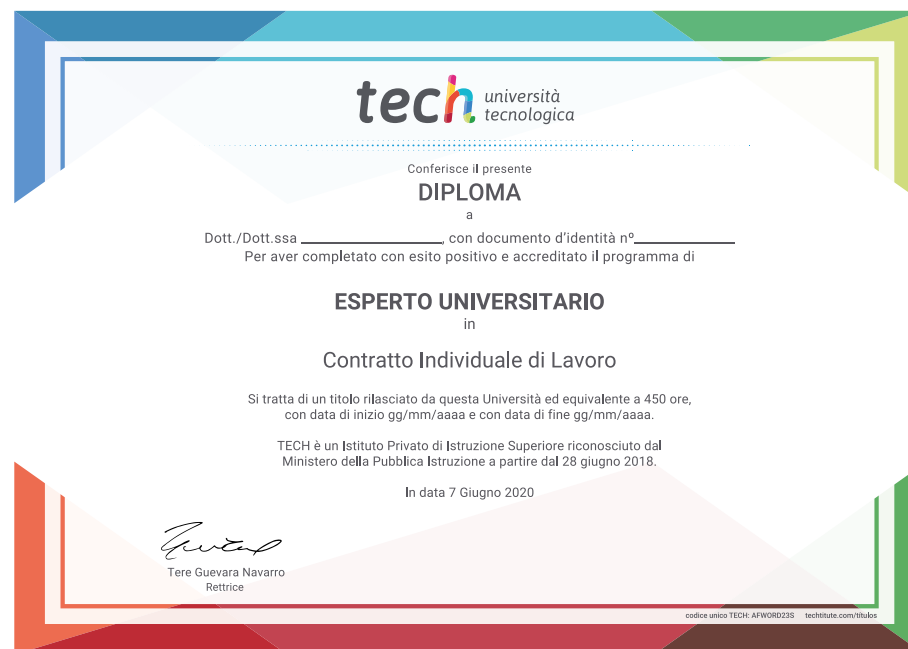 tech università
tecnologica
Conferisce il presente
DIPLOMA
a
Dott./Dott.ssa ____________________, con documento d'identità nº______________
Per aver completato con esito positivo e accreditato il programma di
ESPERTO UNIVERSITARIO
in
Contratto Individuale di Lavoro
Si tratta di un titolo rilasciato da questa Università ed equivalente a 450 ore,
con data di inizio gg/mm/aaaa e con data di fine gg/mm/aaaa.
TECH è un Istituto Privato di Istruzione Superiore riconosciuto dal
Ministero della Pubblica Istruzione a partire dal 28 giugno 2018.
In data 7 Giugno 2020
Tere Guevara Navarro
Rettrice
codice unico TECH: AFWORD23S techtitute.com/títulos